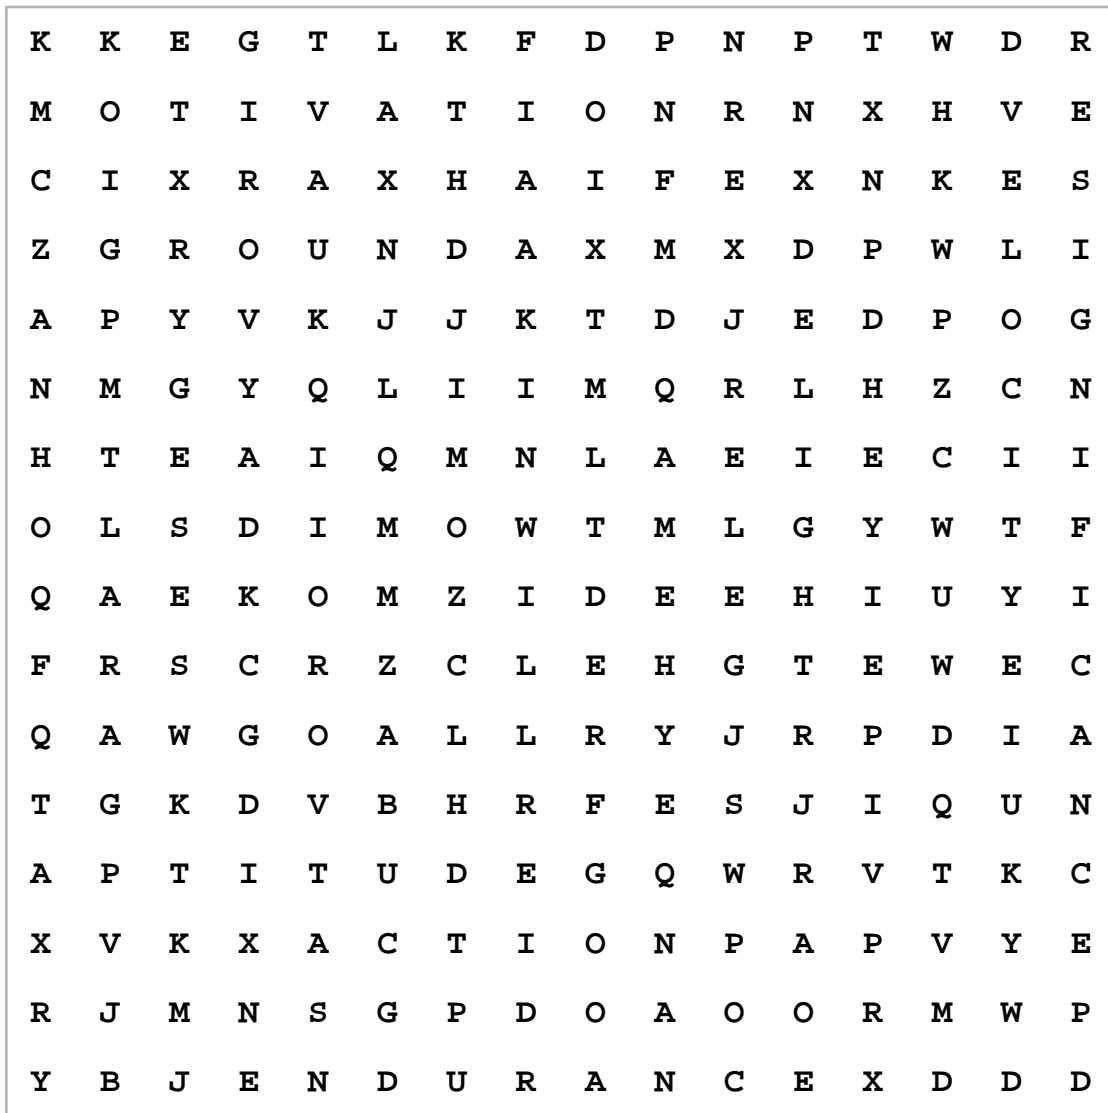 K K E G T L K F D P N P T W D R
M O T I V A T I O N R N X H V E
C I X R A X H A I F E X N K E S
Z G R O U N D A X M X D P W L I
A P Y V K J J K T D J E D P O G
N M G Y Q L I I M Q R L H Z C N
H T E A I Q M N L A E I E C I I
O L S D I M O W T M L G Y W T F
Q A E K O M Z I D E E H I U Y I
F R S C R Z C L E H G T E W E C
Q A W G O A L L R Y J R P D I A
T G K D V B H R F E S J I Q U N
A P T I T U D E G Q W R V T K C
X V K X A C T I O N P A P V Y E
R J M N S G P D O A O O R M W P
Y B J E N D U R A N C E X D D D